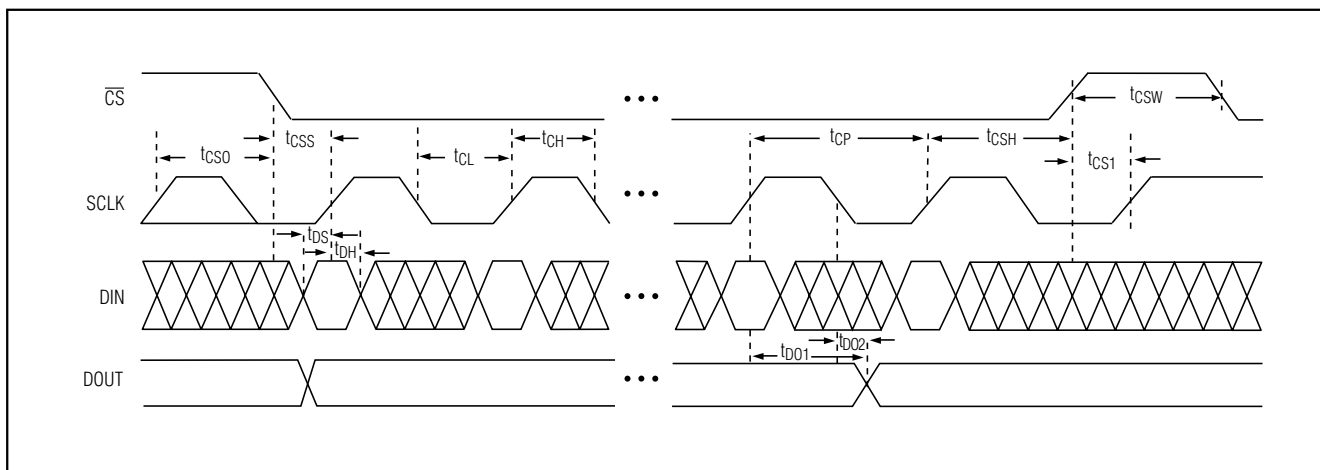 CS
tCSW
tCSS
tCP
tCSH
tCSO
tCL
tCH
tCS1
SCLK
tDS
tDH
DIN
tDO2
tDO1
DOUT